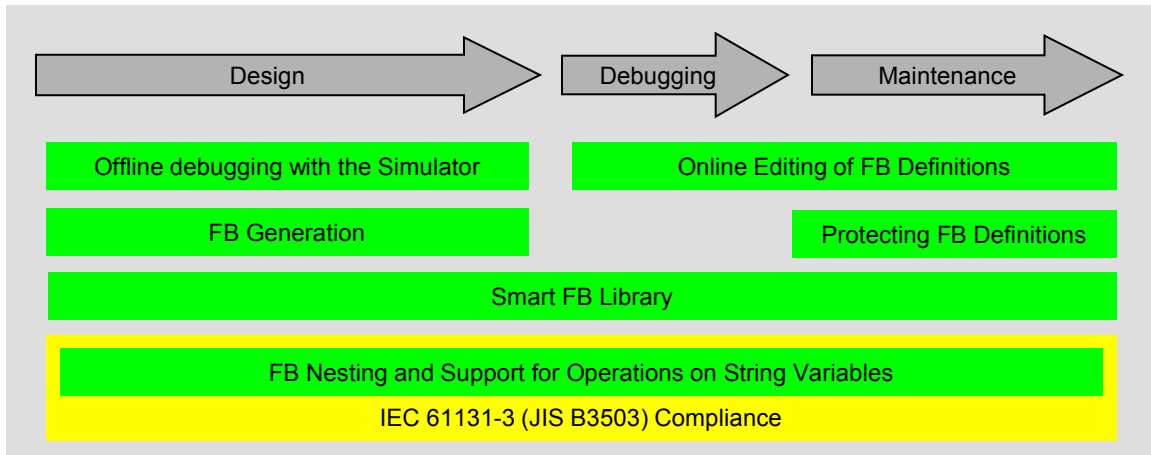 Design
Debugging
Maintenance
Offline debugging with the Simulator
Online Editing of FB Definitions
FB Generation
Protecting FB Definitions
Smart FB Library
FB Nesting and Support for Operations on String Variables
IEC 61131-3 (JIS B3503) Compliance